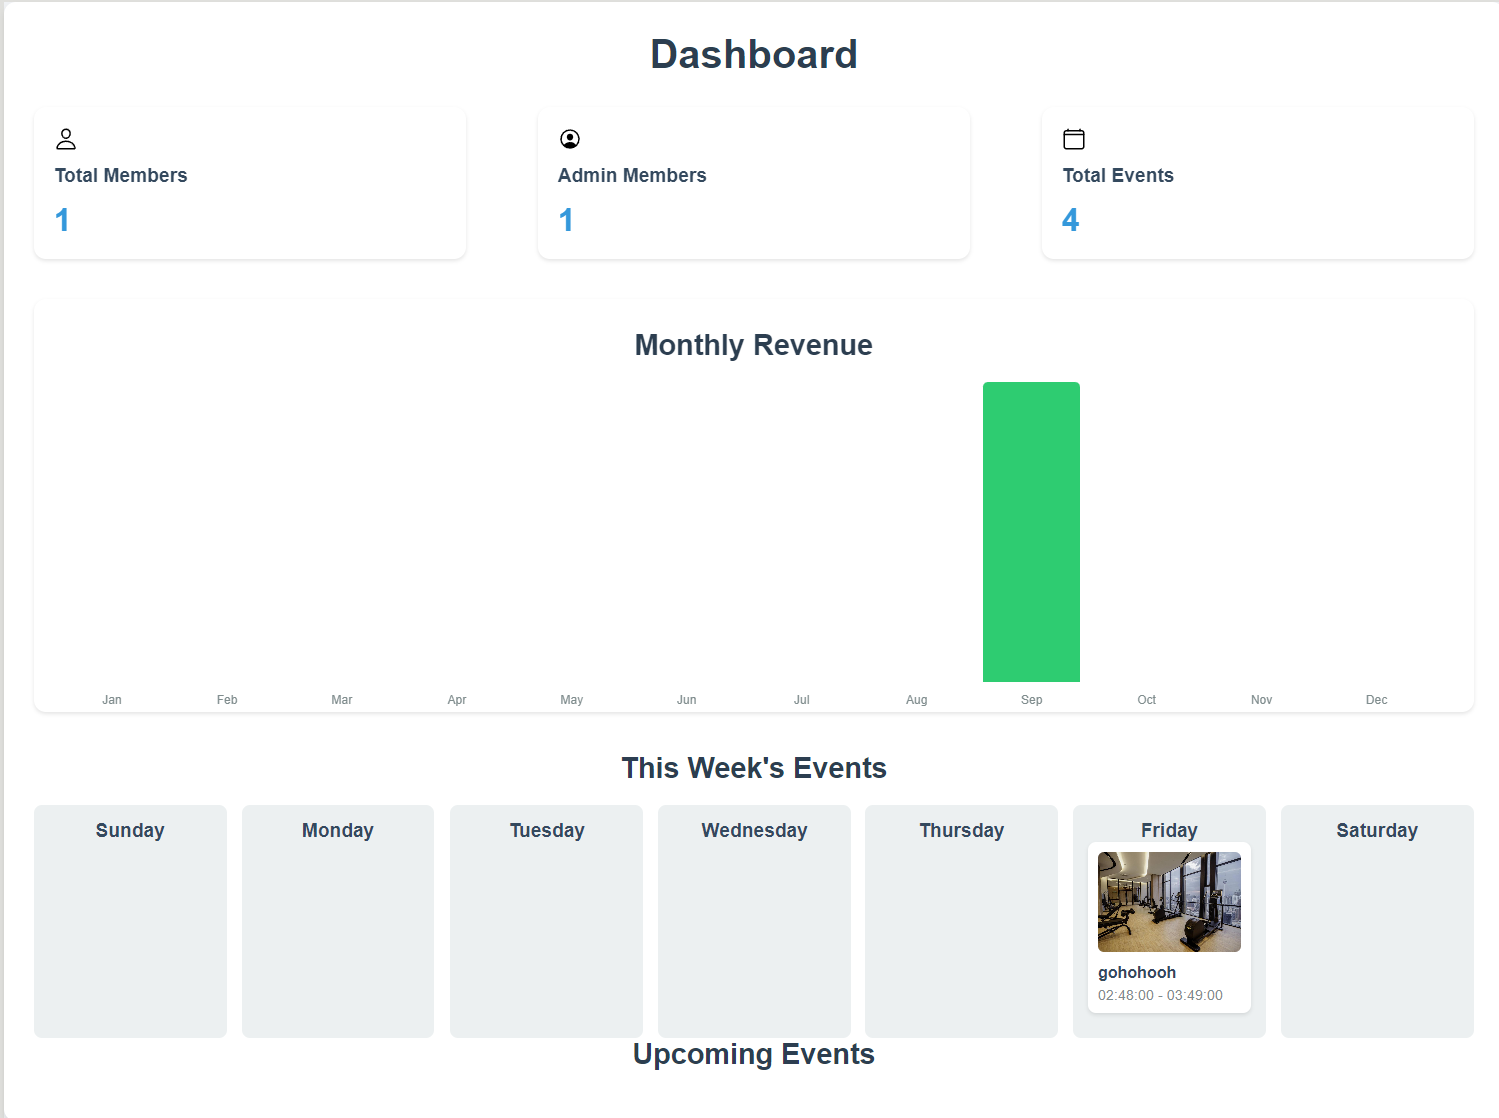 Dashboard
Total Members
1
Admin Members
1
Total Events
4
Monthly Revenue
Jan Feb Mar Apr May Jun Jul Aug Sep Oct Nov Dec
This Week's Events
Sunday Monday Tuesday Wednesday Thursday Friday Saturday
gohohooh
02:48:00 - 03:49:00
Upcoming Events